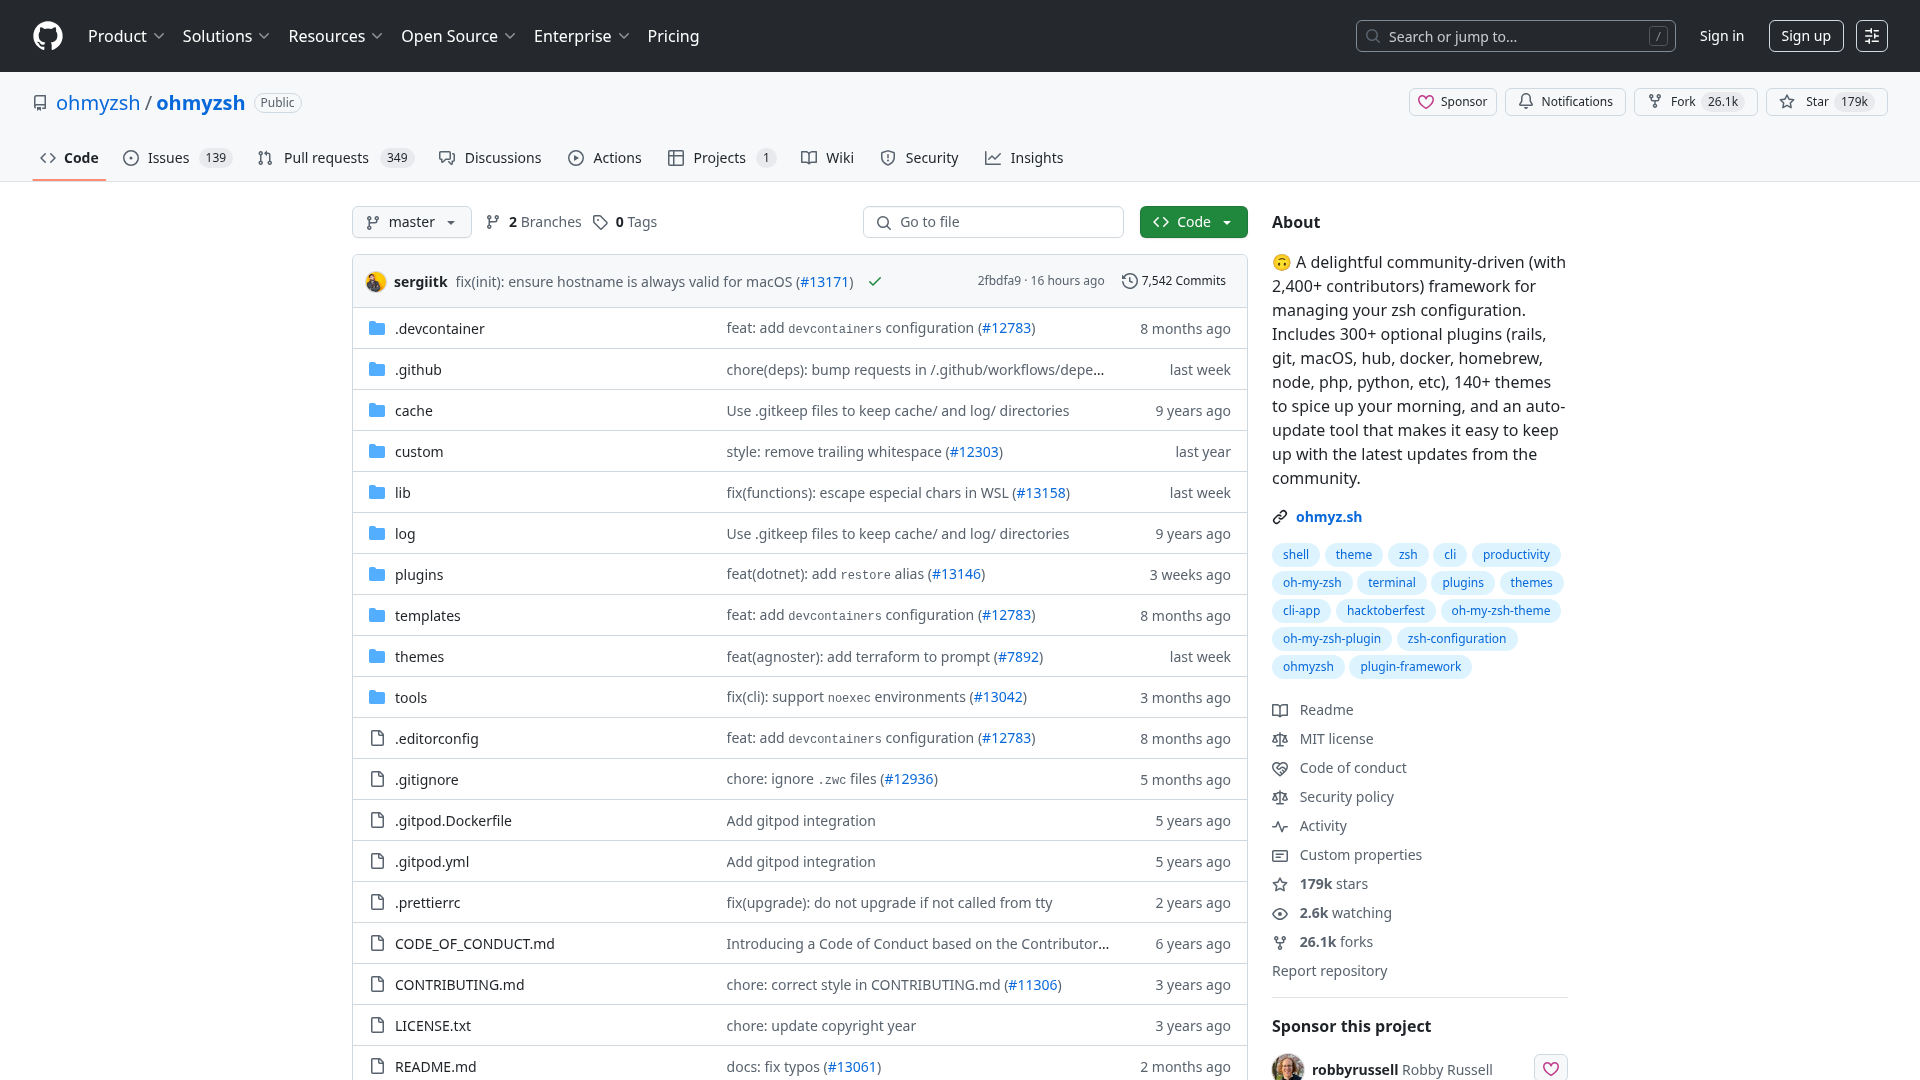 Product Solutions Resources Open Source Enterprise Pricing Search or jump to... / Sign in Sign up
ohmyzsh / ohmyzsh Public Sponsor Notifications Fork 26.1k Star 179k
Code Issues 139 Pull requests 349 Discussions Actions Projects 1 Wiki Security Insights
master 2 Branches 0 Tags Go to file Code
sergiitk fix(init): ensure hostname is always valid for macOS (#13171) 2fbdfa9 · 16 hours ago 7,542 Commits
.devcontainer feat: add devcontainers configuration (#12783) 8 months ago
.github chore(deps): bump requests in /.github/workflows/depe... last week
cache Use .gitkeep files to keep cache/ and log/ directories 9 years ago
custom style: remove trailing whitespace (#12303) last year
lib fix(functions): escape especial chars in WSL (#13158) last week
log Use .gitkeep files to keep cache/ and log/ directories 9 years ago
plugins feat(dotnet): add restore alias (#13146) 3 weeks ago
templates feat: add devcontainers configuration (#12783) 8 months ago
themes feat(agnoster): add terraform to prompt (#7892) last week
tools fix(cli): support noexec environments (#13042) 3 months ago
.editorconfig feat: add devcontainers configuration (#12783) 8 months ago
.gitignore chore: ignore .zwc files (#12936) 5 months ago
.gitpod.Dockerfile Add gitpod integration 5 years ago
.gitpod.yml Add gitpod integration 5 years ago
.prettierrc fix(upgrade): do not upgrade if not called from tty 2 years ago
CODE_OF_CONDUCT.md Introducing a Code of Conduct based on the Contributor... 6 years ago
CONTRIBUTING.md chore: correct style in CONTRIBUTING.md (#11306) 3 years ago
LICENSE.txt chore: update copyright year 3 years ago
README.md docs: fix typos (#13061) 2 months ago
About
🙃 A delightful community-driven (with
2,400+ contributors) framework for
managing your zsh configuration.
Includes 300+ optional plugins (rails,
git, macOS, hub, docker, homebrew,
node, php, python, etc), 140+ themes
to spice up your morning, and an auto-
update tool that makes it easy to keep
up with the latest updates from the
community.
ohmyz.sh
shell theme zsh cli productivity
oh-my-zsh terminal plugins themes
cli-app hacktoberfest oh-my-zsh-theme
oh-my-zsh-plugin zsh-configuration
ohmyzsh plugin-framework
Readme
MIT license
Code of conduct
Security policy
Activity
Custom properties
179k stars
2.6k watching
26.1k forks
Report repository
Sponsor this project
robbyrussell Robby Russell